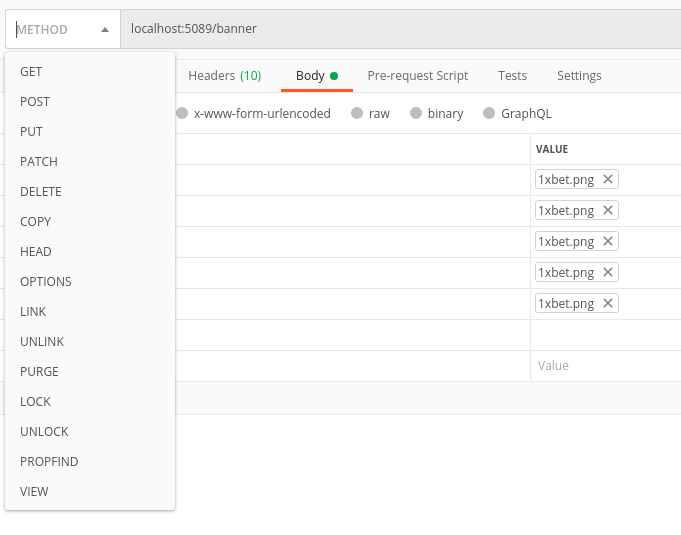 METHOD
localhost:5089/banner
GET
POST
PUT
PATCH
DELETE
COPY
HEAD
OPTIONS
LINK
UNLINK
PURGE
LOCK
UNLOCK
PROPFIND
VIEW
Headers (10) Body Pre-request Script Tests Settings
x-www-form-urlencoded raw binary GraphQL
VALUE
1xbet.png
1xbet.png
1xbet.png
1xbet.png
1xbet.png
Value